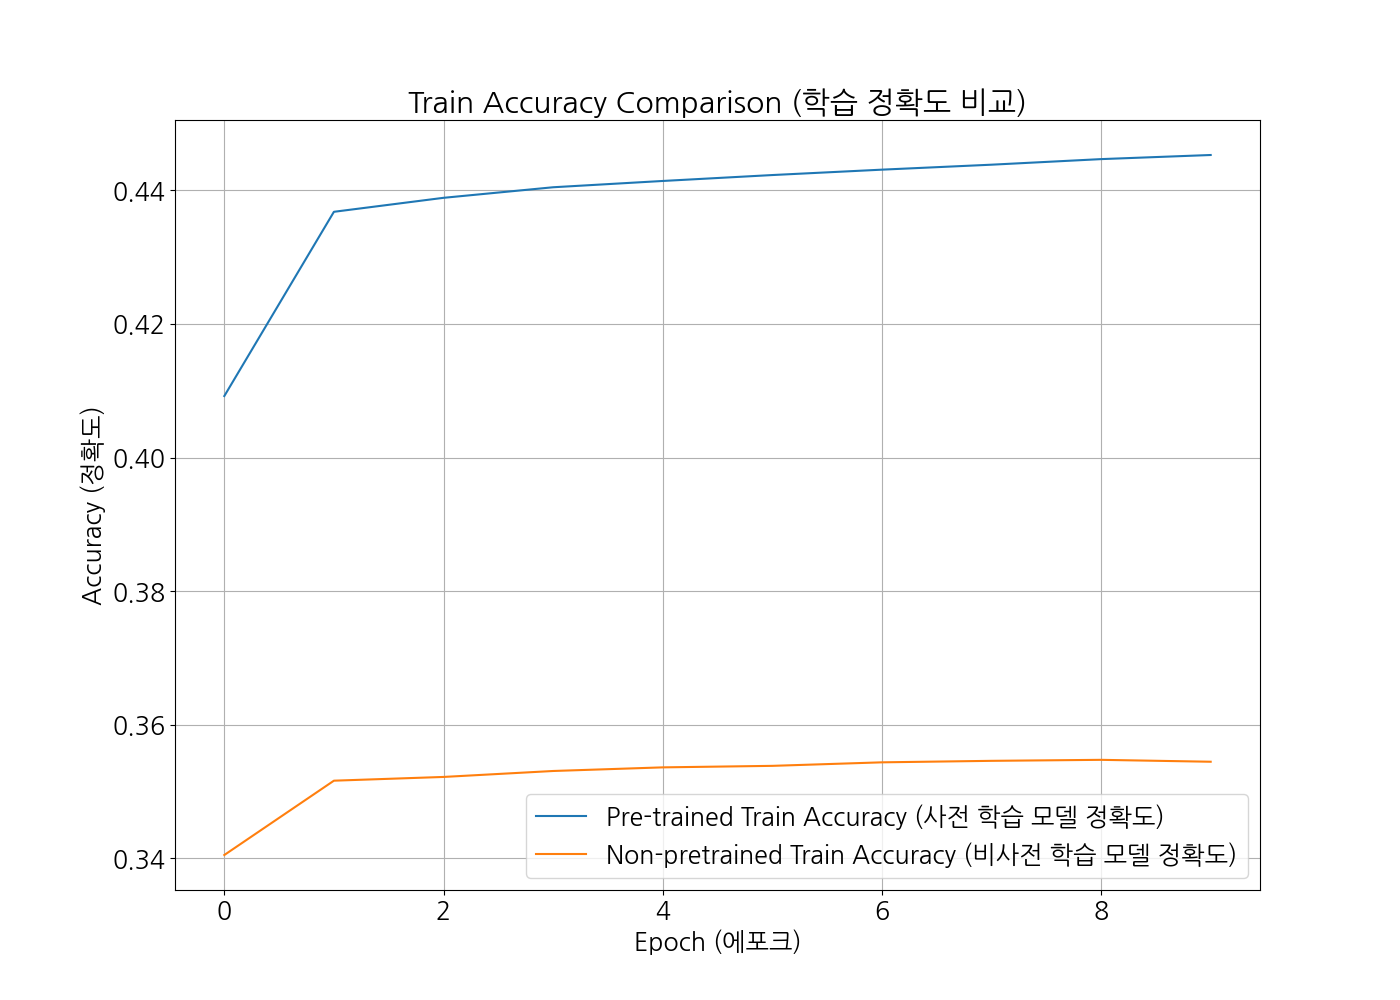 Train Accuracy Comparison (학습 정확도 비교)
Accuracy (정확도)
0.44
0.42
0.40
0.38
0.36
0.34
Pre-trained Train Accuracy (사전 학습 모델 정확도)
Non-pretrained Train Accuracy (비사전 학습 모델 정확도)
0 2 4 6 8
Epoch (에포크)